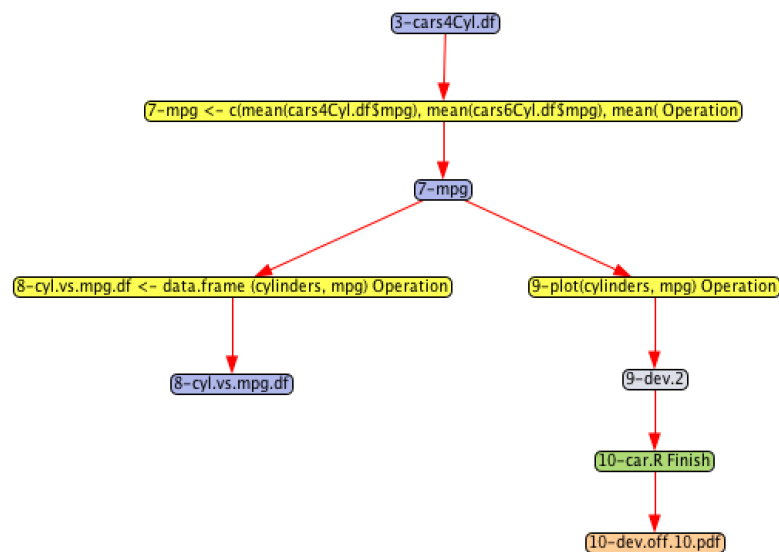 3-cars4Cyl.df
7-mpg <- c(mean(cars4Cyl.df$mpg), mean(cars6Cyl.df$mpg), mean( Operation
7-mpg
8-cyl.vs.mpg.df <- data.frame (cylinders, mpg) Operation
9-plot(cylinders, mpg) Operation
8-cyl.vs.mpg.df
9-dev.2
10-car.R Finish
10-dev.off.10.pdf